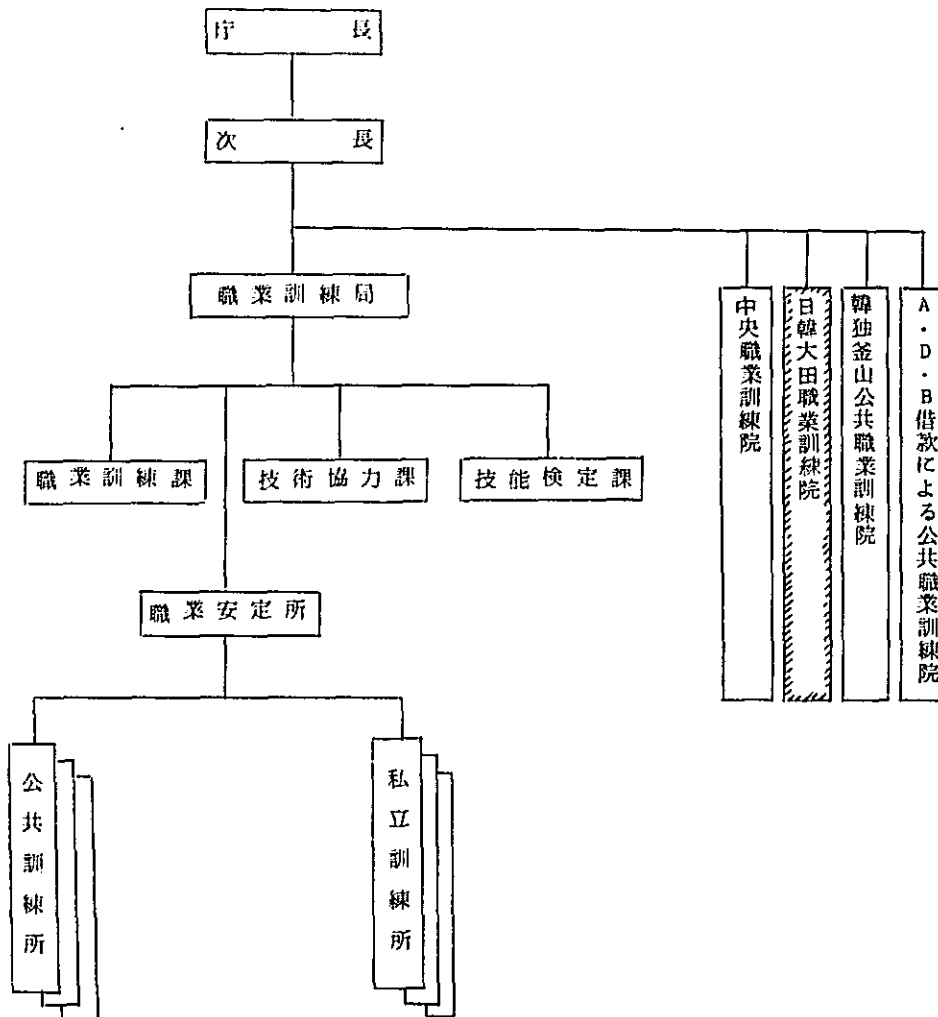 庁長
次長
職業訓練局
職業訓練課
技術協力課
技能検定課
職業安定所
公共訓練所
私立訓練所
中央職業訓練院
日韓大田職業訓練院
韓独釜山公共職業訓練院
A・D・B借款による公共職業訓練院